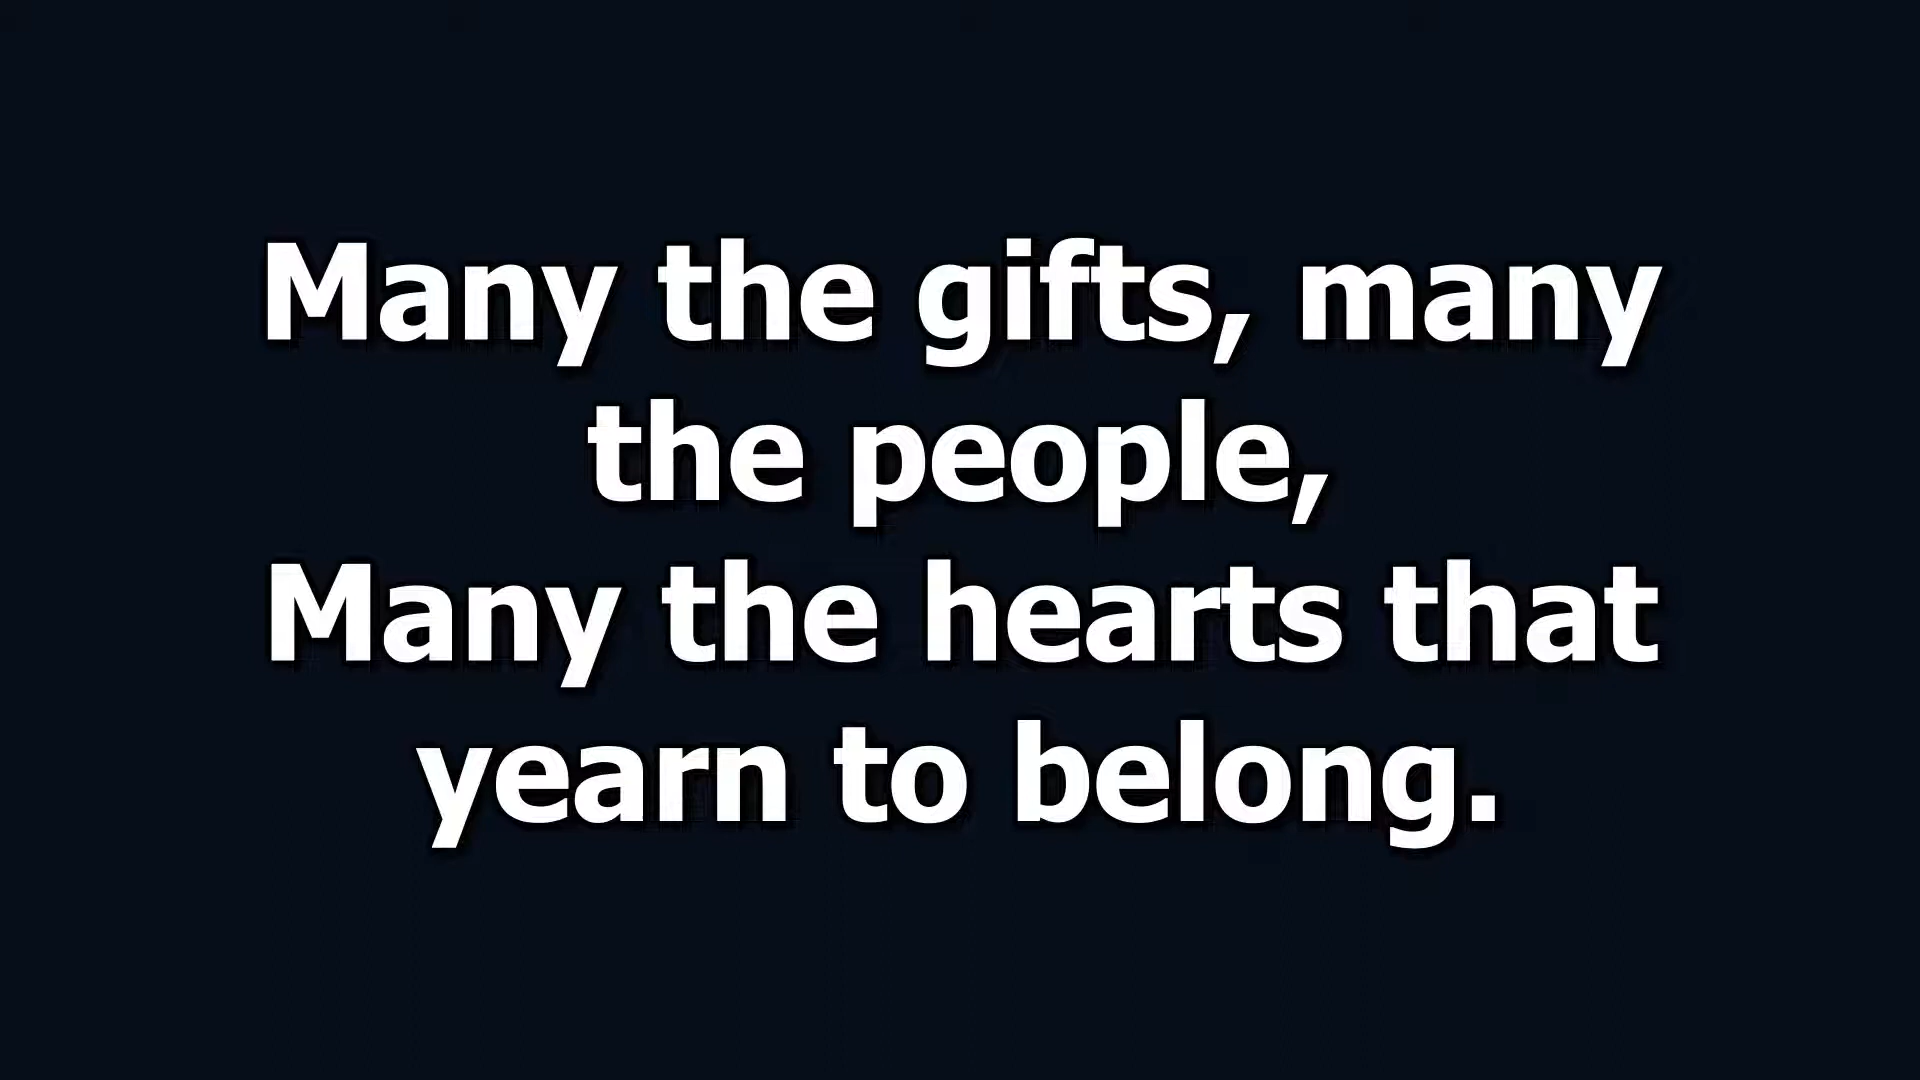 Many the gifts, many
the people,
Many the hearts that
yearn to belong.